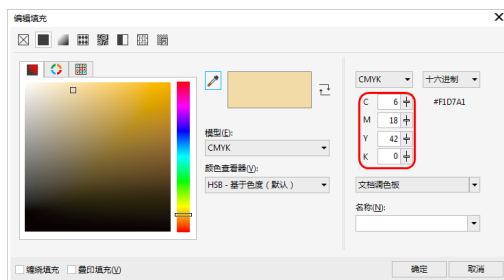 编辑填充
CMYK 十六进制
C 6 #F1D7A1
M 18
Y 42
K 0
模型(E):
CMYK
颜色查看器(V):
HSB - 基于色度（默认）
文档调色板
名称(N):
缠绕填充 叠印填充(V)
确定 取消